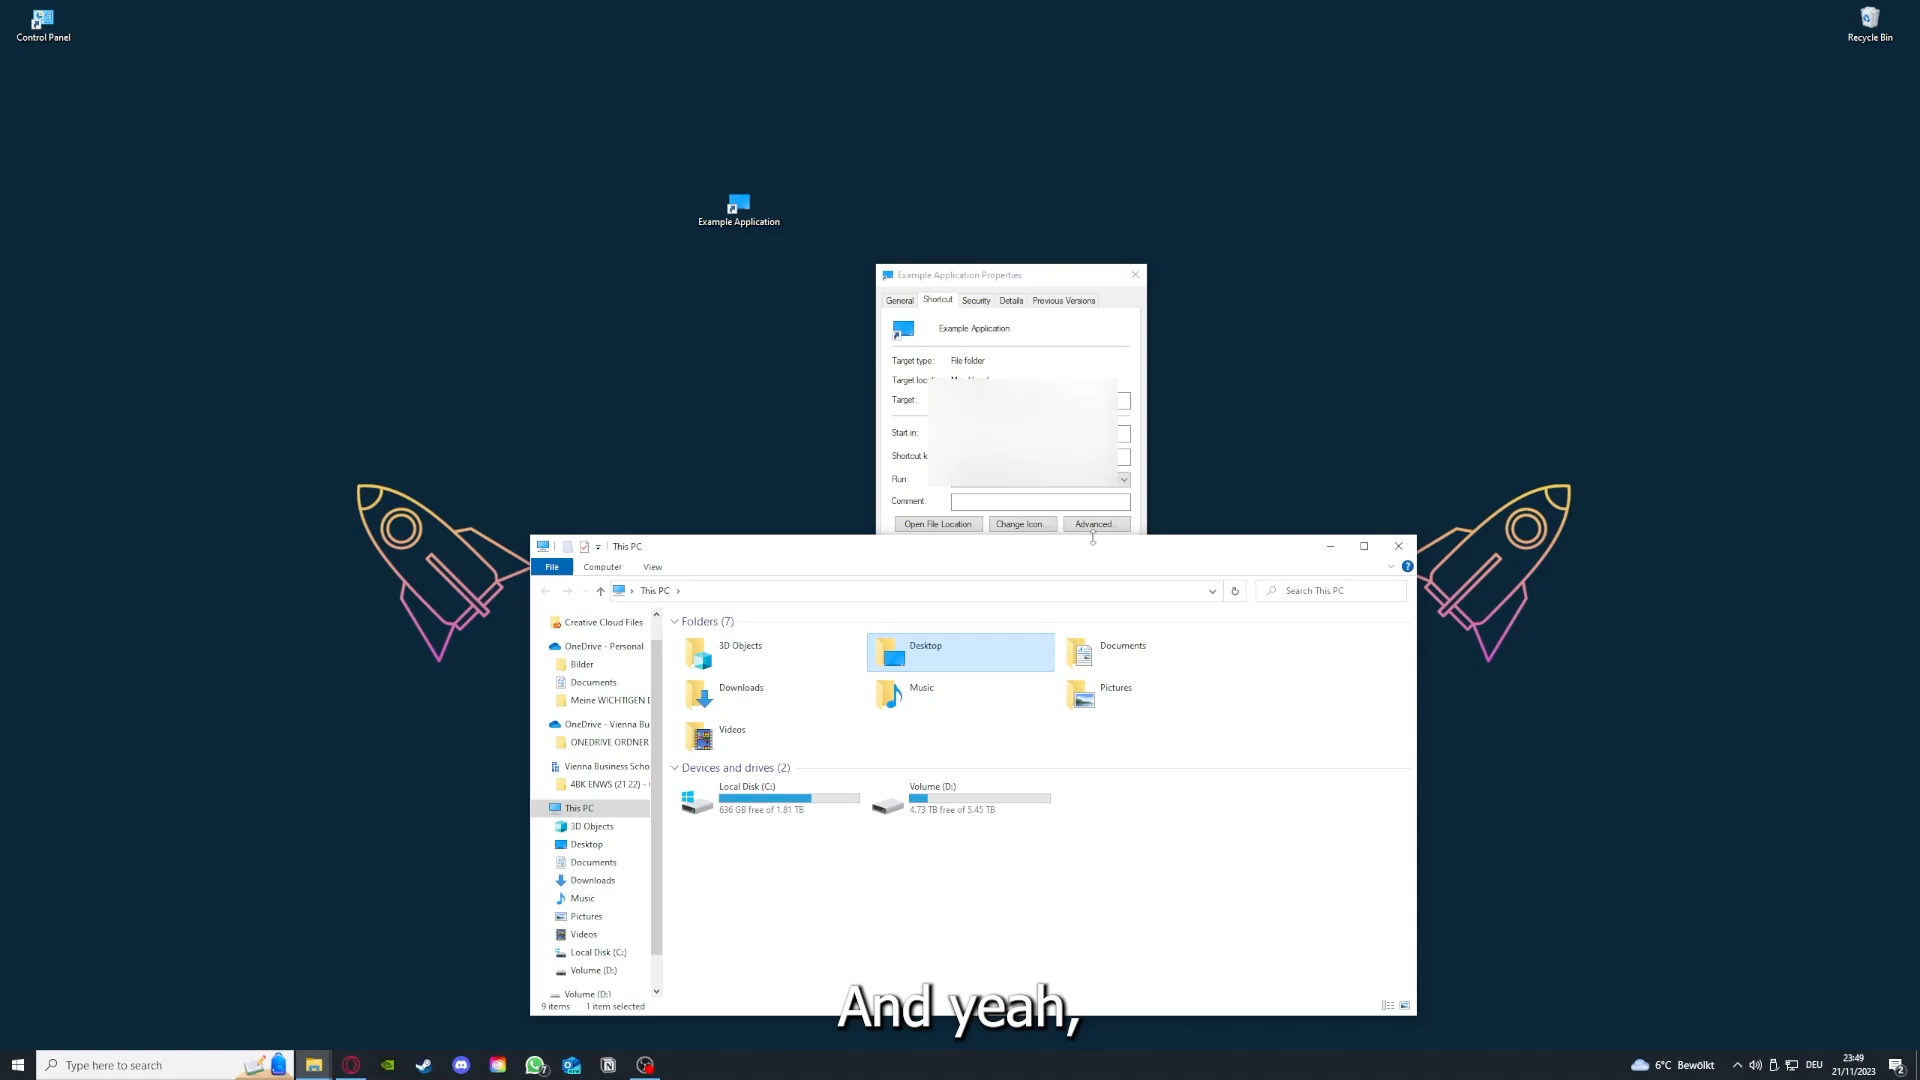 Control Panel
Recycle Bin
Example Application
Example Application Properties
General Shortcut Security Details Previous Versions
Example Application
Target type: File folder
Target
Target:
Start in:
Shortcut k
Run:
Comment:
Open File Location Change Icon... Advanced...
This PC
File Computer View
This PC
Search This PC
Creative Cloud Files
OneDrive - Personal
Bilder
Documents
Meine WICHTIGEN
OneDrive - Vienna Bu
ONEDRIVE ORDNER
Vienna Business Scho
4BK ENWS (21 22) -
This PC
3D Objects
Desktop
Documents
Downloads
Music
Pictures
Videos
Local Disk (C:)
Volume (D:)
Volume (D:)
Folders (7)
3D Objects
Desktop
Documents
Downloads
Music
Pictures
Videos
Devices and drives (2)
Local Disk (C:)
636 GB free of 1.81 TB
Volume (D:)
4.73 TB free of 5.45 TB
9 items 1 item selected
And yeah,
Type here to search
7
6°C Bewölkt
DEU
23:49
21/11/2023
2